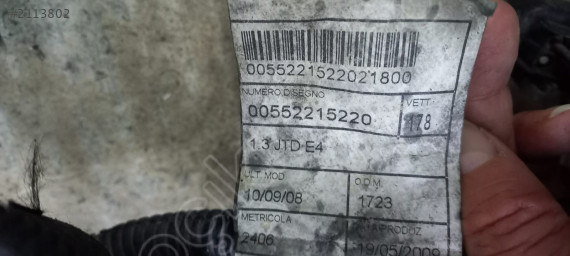 0055221522021800
NUMERO DISEGNO
VETT.
00552215220
178
1.3 JTD E4
ULT. MOD
O.D.M.
10/09/08
1723
METRICOLA
2406
19/05/2009